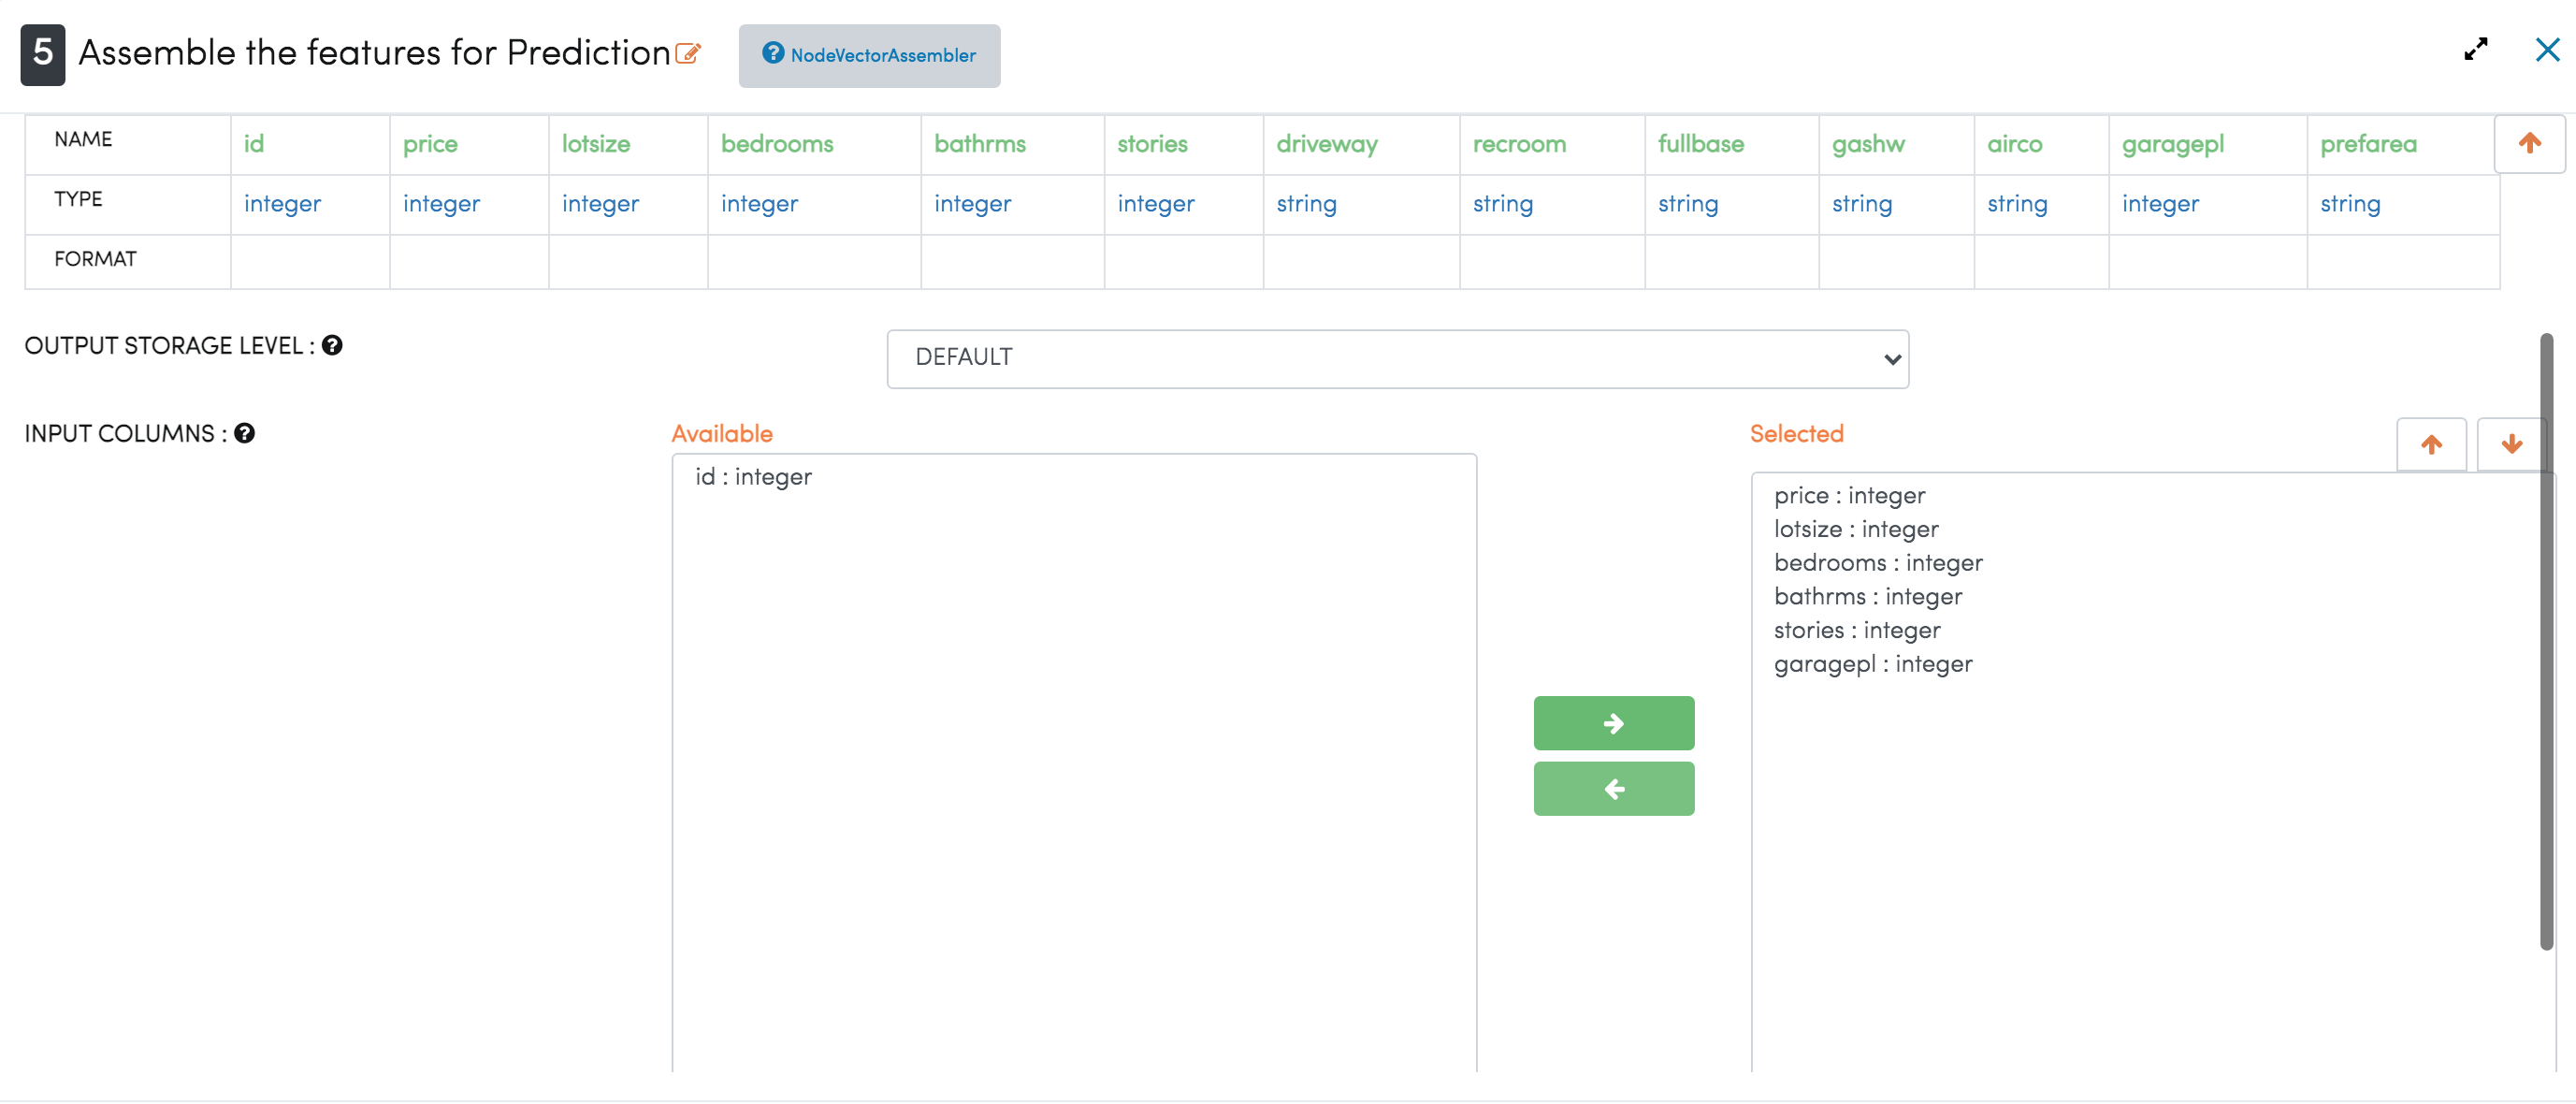 5 Assemble the features for Prediction ? NodeVectorAssembler
NAME id price lotsize bedrooms bathrms stories driveway recroom fullbase gashw airco garagepl prefarea
TYPE integer integer integer integer integer integer string string string string string integer string
FORMAT
OUTPUT STORAGE LEVEL : ? DEFAULT
INPUT COLUMNS : ? Available Selected
id : integer
price : integer
lotsize : integer
bedrooms : integer
bathrms : integer
stories : integer
garagepl : integer